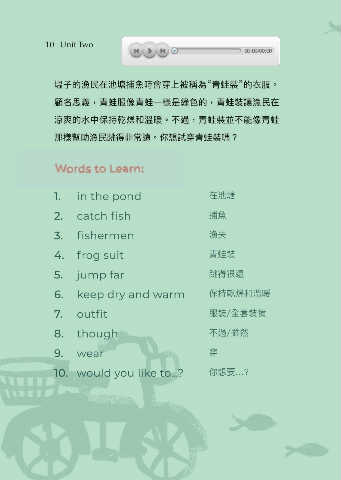 10 Unit Two
00:00/00:00
堤子的漁民在池塘捕魚時會穿上被稱為“青蛙裝”的衣服。
顧名思義，青蛙服像青蛙一樣是綠色的，青蛙裝讓漁民在
涼爽的水中保持乾燥和溫暖。不過，青蛙裝並不能像青蛙
那樣幫助漁民跳得非常遠。你想試穿青蛙裝嗎？
Words to Learn:
1. in the pond 在池塘
2. catch fish 捕魚
3. fishermen 漁夫
4. frog suit 青蛙裝
5. jump far 跳得很遠
6. keep dry and warm 保持乾燥和溫暖
7. outfit 服裝/全套裝備
8. though 不過/雖然
9. wear 穿
10. would you like to...? 你想要...?